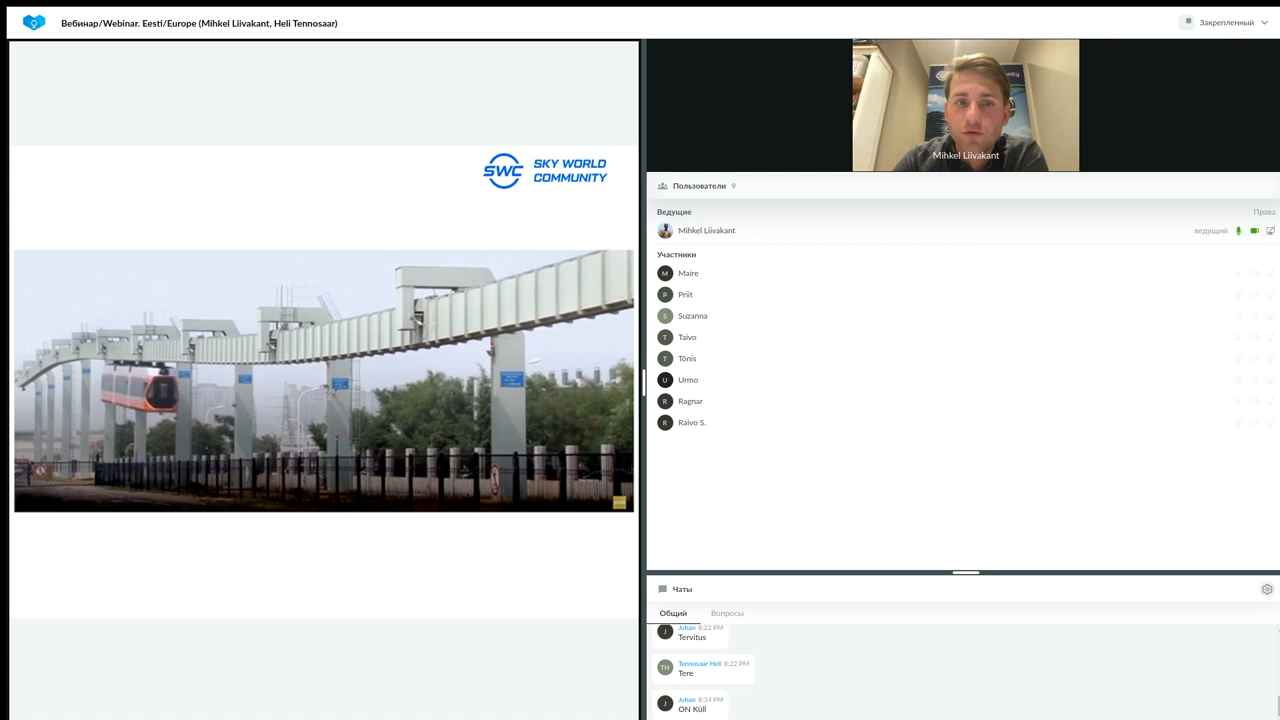 Вебинар/Webinar. Eesti/Europe (Mihkel Liivakant, Heli Tennosaar)
Закрепленный
SWC SKY WORLD
COMMUNITY
Mihkel Liivakant
Пользователи 9
Ведущие
Права
Mihkel Liivakant
ведущий
Участники
M Maire
P Priit
S Suzanna
T Taivo
T Tõnis
U Urmo
R Ragnar
R Raivo S.
Чаты
Общий
Вопросы
J Juhan 8:22 PM
Tervitus
TH Tennosaar Heli 8:22 PM
Tere
J Juhan 8:34 PM
ON Küll